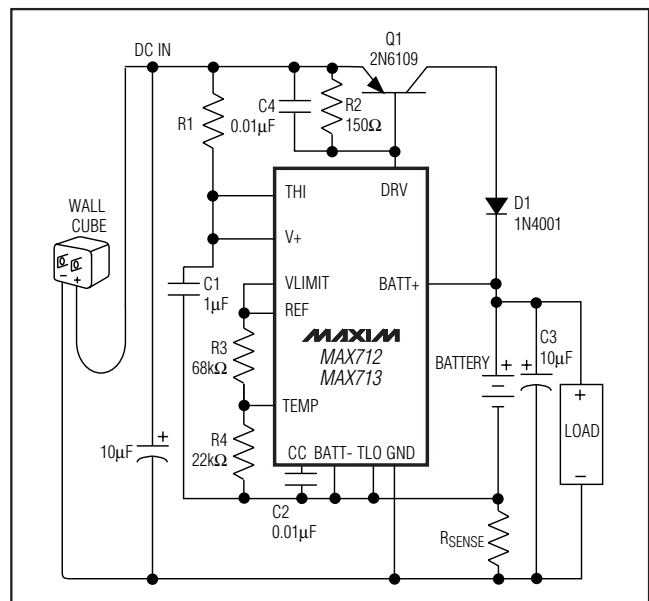 Q1
2N6109
DC IN
C4
0.01μF
R2
150Ω
R1
THI
DRV
WALL
CUBE
D1
1N4001
V+
C1
1μF
VLIMIT
BATT+
REF
MAXIM
MAX712
MAX713
R3
68kΩ
C3
10μF
BATTERY
TEMP
LOAD
10μF
R4
22kΩ
CC BATT- TLO GND
C2
0.01μF
RSENSE